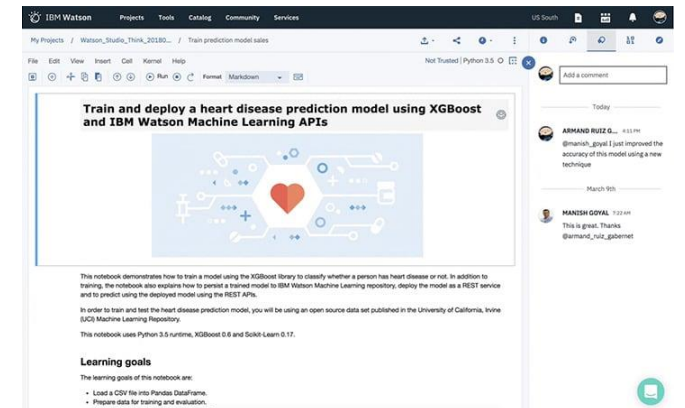 IBM Watson Projects Tools Catalog Community Services US South
My Projects / Watson_Studio_Think_20180... / Train prediction model sales
File Edit View Insert Cell Kernel Help Not Trusted | Python 3.5
Run Format Markdown
Train and deploy a heart disease prediction model using XGBoost
and IBM Watson Machine Learning APIs
This notebook demonstrates how to train a model using the XGBoost library to classify whether a person has heart disease or not. In addition to
training, the notebook also explains how to persist a trained model to IBM Watson Machine Learning repository, deploy the model as a REST service
and to predict using the deployed model using the REST APIs.
In order to train and test the heart disease prediction model, you will be using an open source data set published in the University of California, Irvine
(UCI) Machine Learning Repository.
This notebook uses Python 3.5 runtime, XGBoost 0.6 and Scikit-Learn 0.17.
Learning goals
The learning goals of this notebook are:
• Load a CSV file into Pandas DataFrame.
• Prepare data for training and evaluation.
Add a comment
Today
ARMAND RUIZ G... 4:11 PM
@manish_goyal I just improved the
accuracy of this model using a new
technique
March 9th
MANISH GOYAL 7:22 AM
This is great. Thanks
@armand_ruiz_gabernet